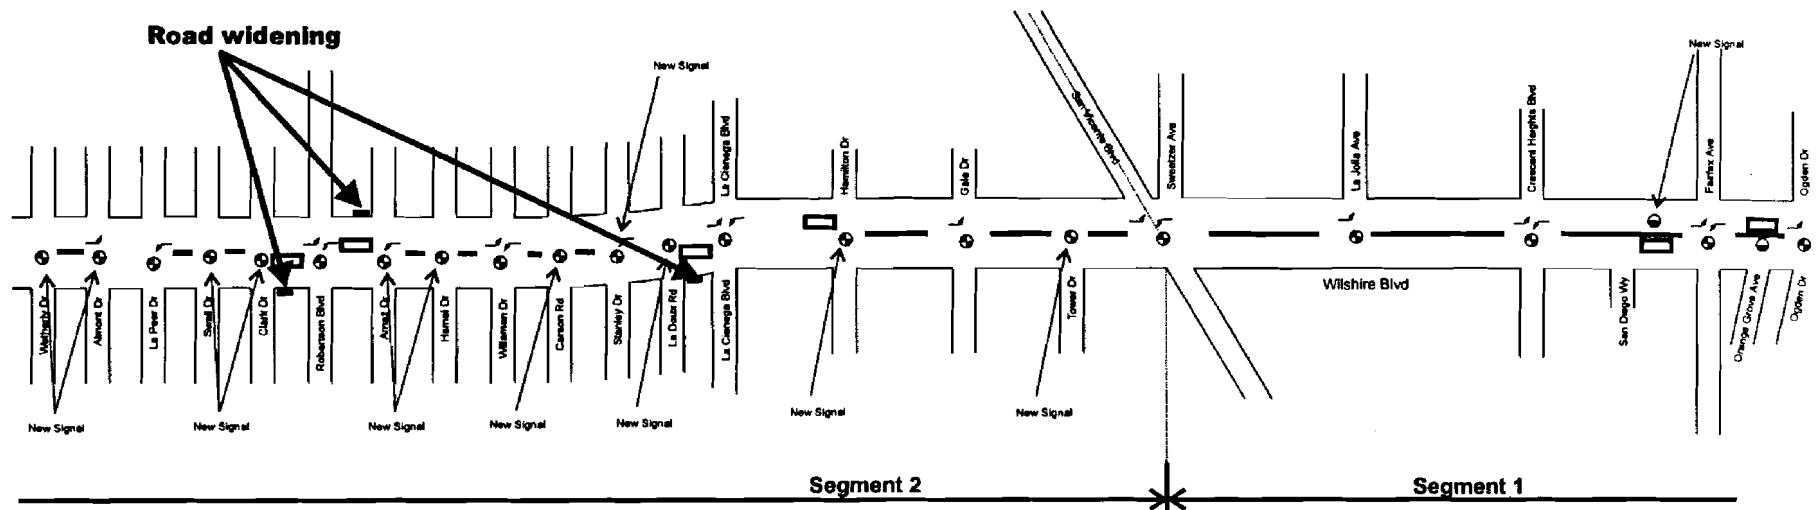 Road widening
New Signal
New Signal
La Cienega Blvd
Hamilton Dr
Gale Dr
San Vicente Blvd
Sweetzer Ave
La Jolla Ave
Crescent Heights Blvd
Fairfax Ave
Ogden Dr
Wetherly Dr
Almont Dr
La Peer Dr
Swall Dr
Clark Dr
Robertson Blvd
Arnaz Dr
Hamel Dr
Willaman Dr
Carson Rd
Stanley Dr
La Doux Rd
La Cienega Blvd
Tower Dr
Wilshire Blvd
San Diego Wy
Orange Grove Ave
Ogden Dr
New Signal
New Signal
New Signal
New Signal
New Signal
New Signal
New Signal
Segment 2
Segment 1